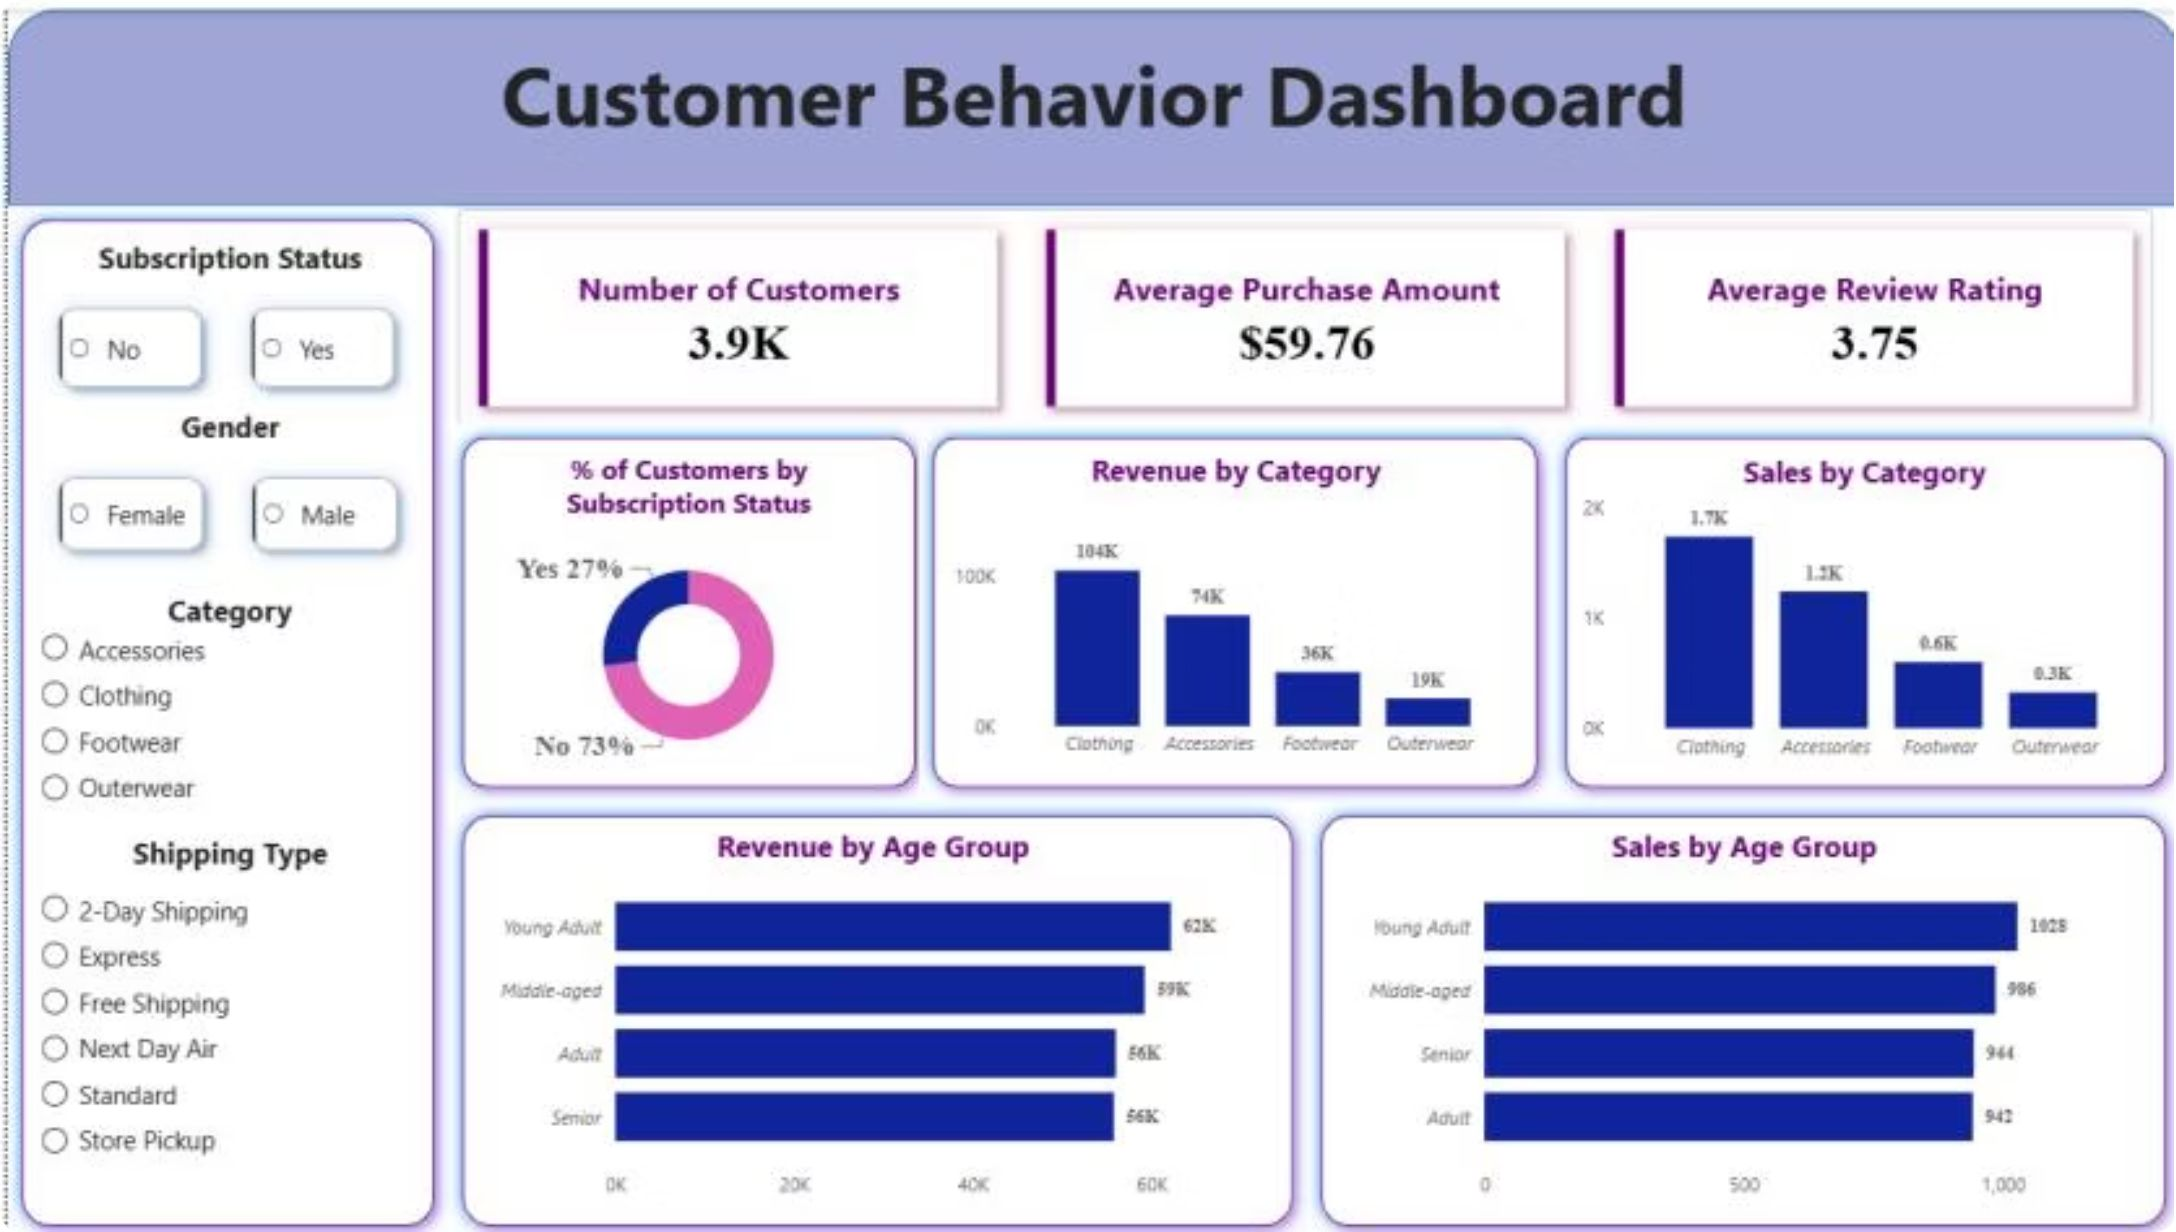 Customer Behavior Dashboard
Subscription Status
No
Yes
Gender
Female
Male
Category
Accessories
Clothing
Footwear
Outerwear
Shipping Type
2-Day Shipping
Express
Free Shipping
Next Day Air
Standard
Store Pickup
Number of Customers
3.9K
Average Purchase Amount
$59.76
Average Review Rating
3.75
% of Customers by
Subscription Status
Yes 27%
No 73%
Revenue by Category
100K
0K
104K
74K
36K
19K
Clothing
Accessories
Footwear
Outerwear
Sales by Category
2K
1K
0K
1.7K
1.2K
0.6K
0.3K
Clothing
Accessories
Footwear
Outerwear
Revenue by Age Group
Young Adult 62K
Middle-aged 59K
Adult 56K
Senior 56K
0K 20K 40K 60K
Sales by Age Group
Young Adult 1028
Middle-aged 986
Senior 944
Adult 942
0 500 1,000